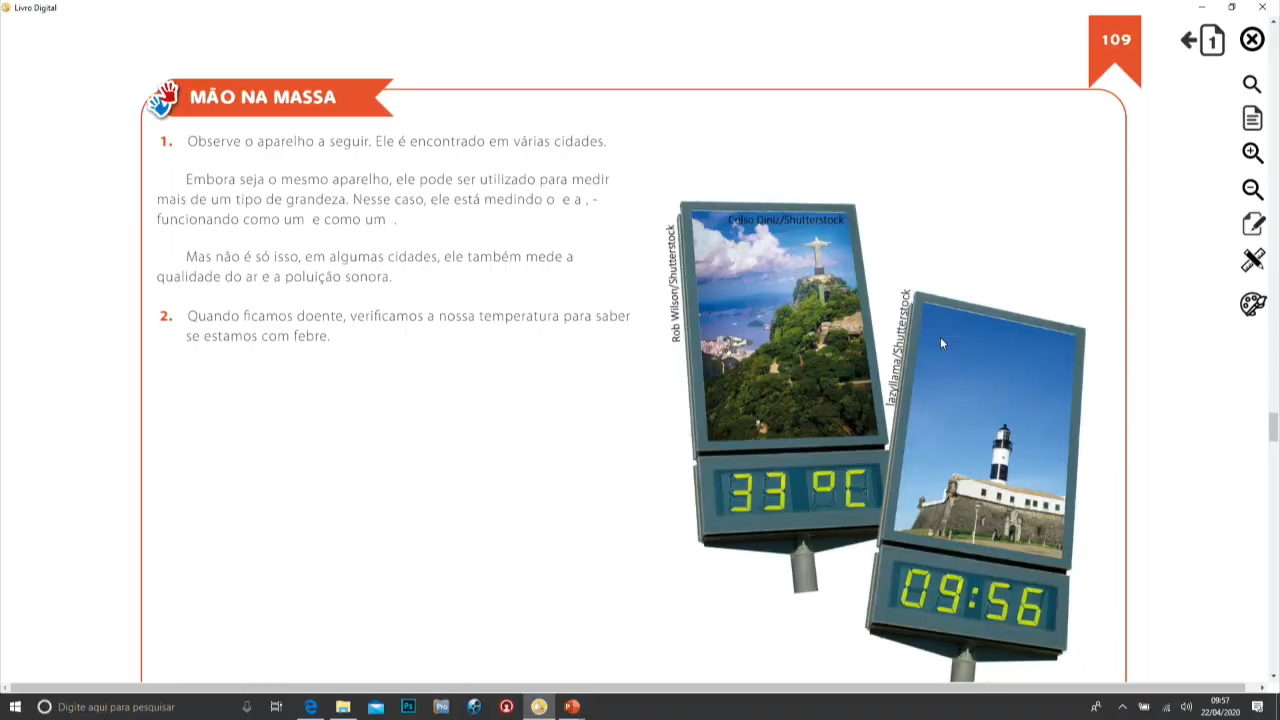 Livro Digital
109
1
MÃO NA MASSA
1. Observe o aparelho a seguir. Ele é encontrado em várias cidades.
Embora seja o mesmo aparelho, ele pode ser utilizado para medir
mais de um tipo de grandeza. Nesse caso, ele está medindo o e a , -
funcionando como um e como um .
Mas não é só isso, em algumas cidades, ele também mede a
qualidade do ar e a poluição sonora.
2. Quando ficamos doente, verificamos a nossa temperatura para saber
se estamos com febre.
Celso Diniz/Shutterstock
Rob Wilson/Shutterstock
lazyllama/Shutterstock
33 ºC
09:56
Digite aqui para pesquisar
Ps
09:57
22/04/2020